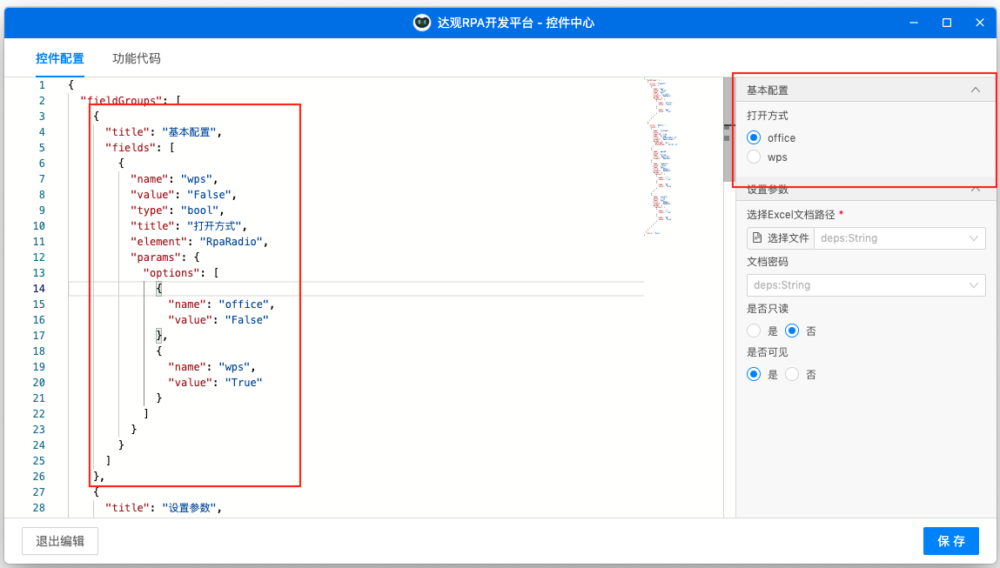 达观RPA开发平台 - 控件中心
控件配置 功能代码
1 {
2 "fieldGroups": [
3 {
4 "title": "基本配置",
5 "fields": [
6 {
7 "name": "wps",
8 "value": "False",
9 "type": "bool",
10 "title": "打开方式",
11 "element": "RpaRadio",
12 "params": {
13 "options": [
14 {
15 "name": "office",
16 "value": "False"
17 },
18 {
19 "name": "wps",
20 "value": "True"
21 }
22 ]
23 }
24 }
25 ]
26 },
27 {
28 "title": "设置参数",
基本配置
打开方式
office
wps
设置参数
选择Excel文档路径 *
选择文件 deps:String
文档密码
deps:String
是否只读
是 否
是否可见
是 否
退出编辑 保 存